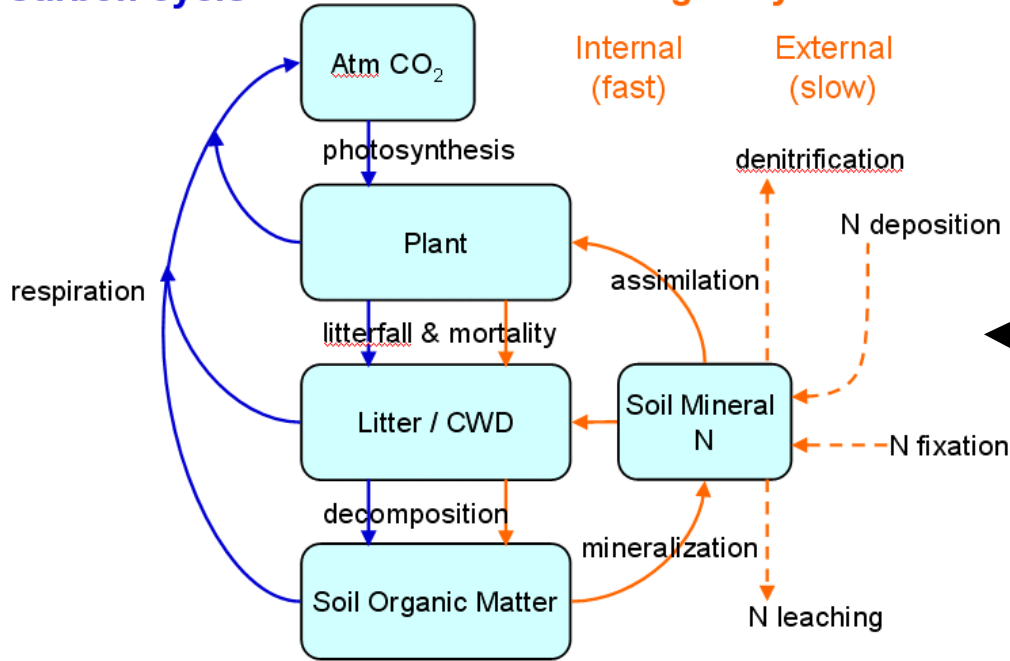 Atm CO₂
Internal
(fast)
External
(slow)
photosynthesis
denitrification
Plant
N deposition
assimilation
respiration
litterfall & mortality
Litter / CWD
Soil Mineral
N
N fixation
decomposition
mineralization
Soil Organic Matter
N leaching